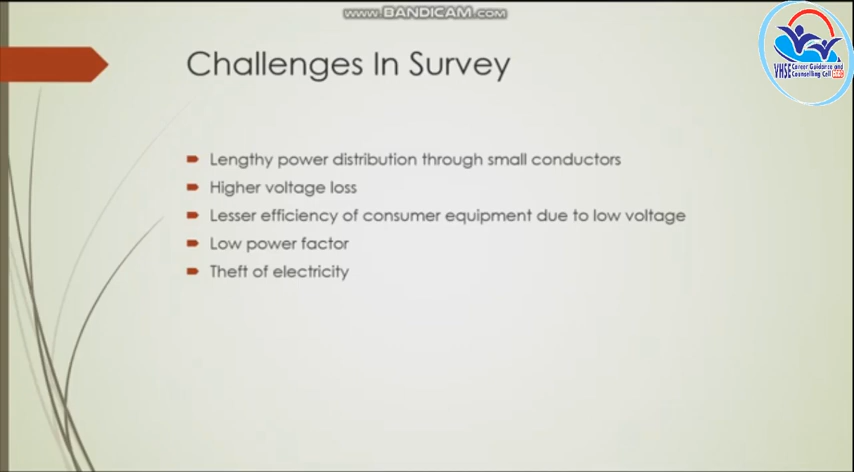 www.BANDICAM.com
Challenges In Survey
VHSE Career Guidance and
Counselling Cell
Lengthy power distribution through small conductors
Higher voltage loss
Lesser efficiency of consumer equipment due to low voltage
Low power factor
Theft of electricity